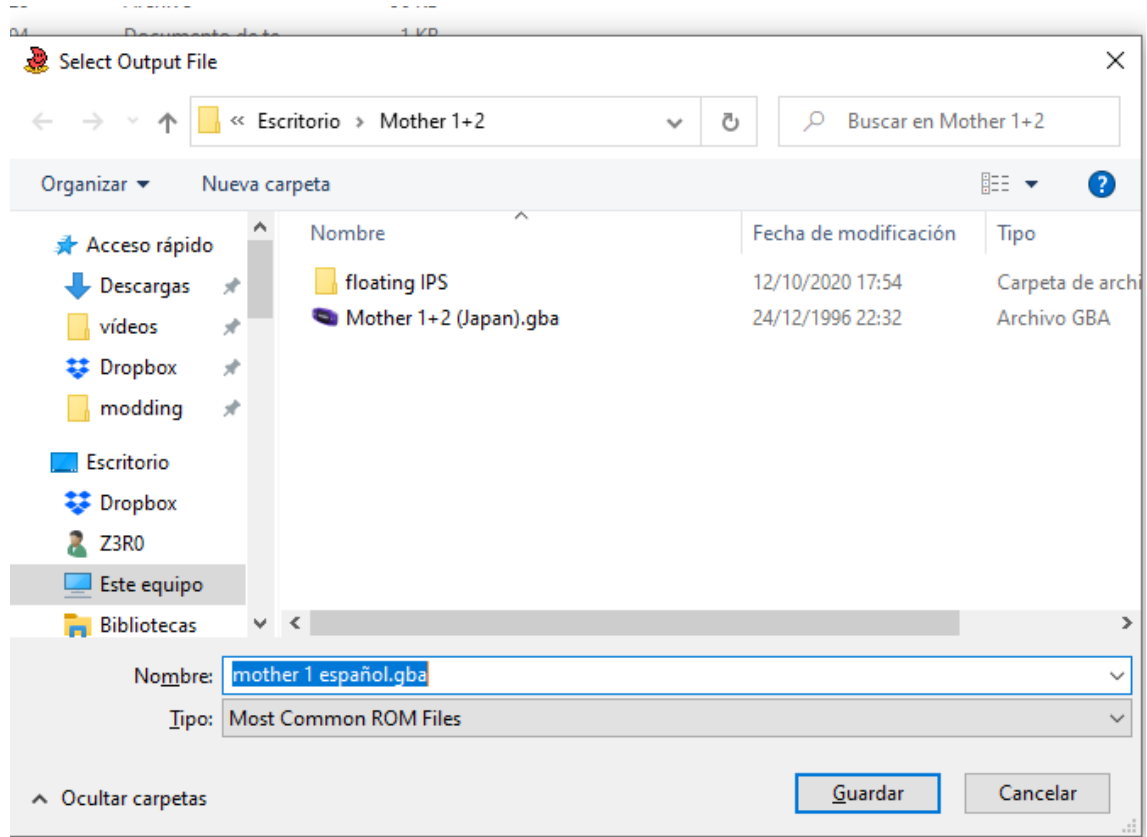 Select Output File
« Escritorio > Mother 1+2
Buscar en Mother 1+2
Organizar Nueva carpeta
Nombre Fecha de modificación Tipo
Acceso rápido
Descargas
vídeos
Dropbox
modding
Escritorio
Dropbox
Z3R0
Este equipo
Bibliotecas
floating IPS 12/10/2020 17:54 Carpeta de archi
Mother 1+2 (Japan).gba 24/12/1996 22:32 Archivo GBA
Nombre: mother 1 español.gba
Tipo: Most Common ROM Files
Ocultar carpetas
Guardar Cancelar